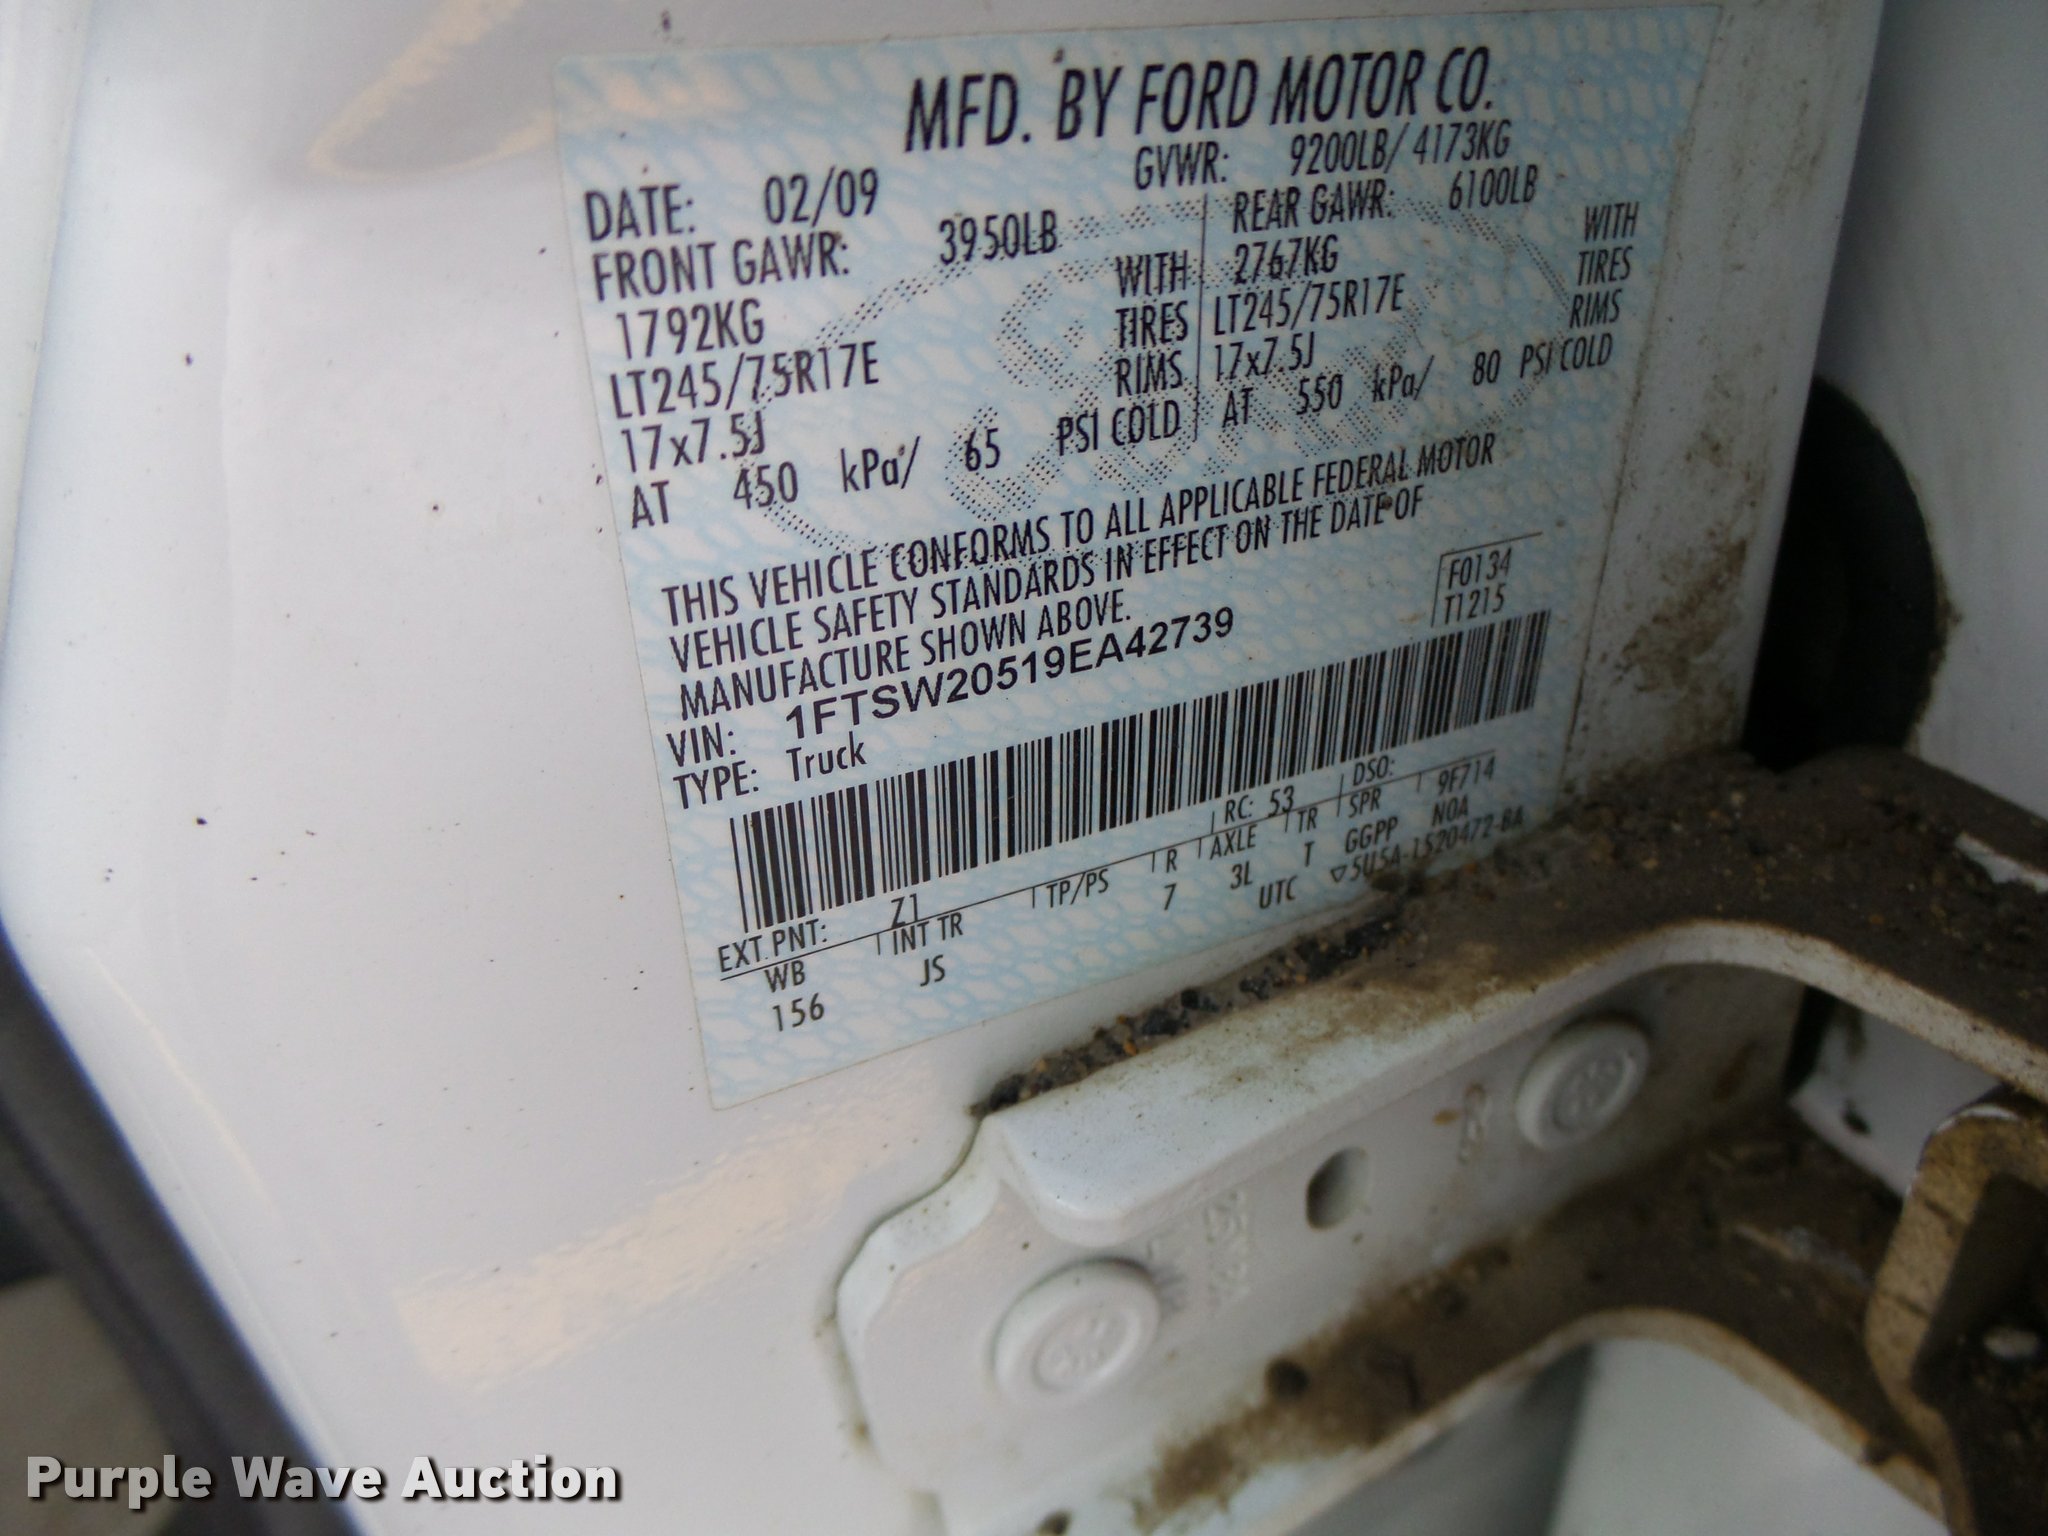 MFD. BY FORD MOTOR CO.
DATE: 02/09 GVWR: 9200LB/ 4173KG
FRONT GAWR: 3950LB REAR GAWR: 6100LB
1792KG WITH 2767KG WITH
LT245/75R17E TIRES LT245/75R17E TIRES
17x7.5J RIMS 17x7.5J RIMS
AT 450 kPa/ 65 PSI COLD AT 550 kPa/ 80 PSI COLD
THIS VEHICLE CONFORMS TO ALL APPLICABLE FEDERAL MOTOR
VEHICLE SAFETY STANDARDS IN EFFECT ON THE DATE OF
MANUFACTURE SHOWN ABOVE.
F0134
T1215
VIN: 1FTSW20519EA42739
TYPE: Truck
EXT PNT: Z1 RC: 53 DSO: 9F714
WB INT TR TP/PS R AXLE TR SPR N0A
156 JS 7 3L T GGPP
UTC ▽5U5A-1520472-BA
Purple Wave Auction